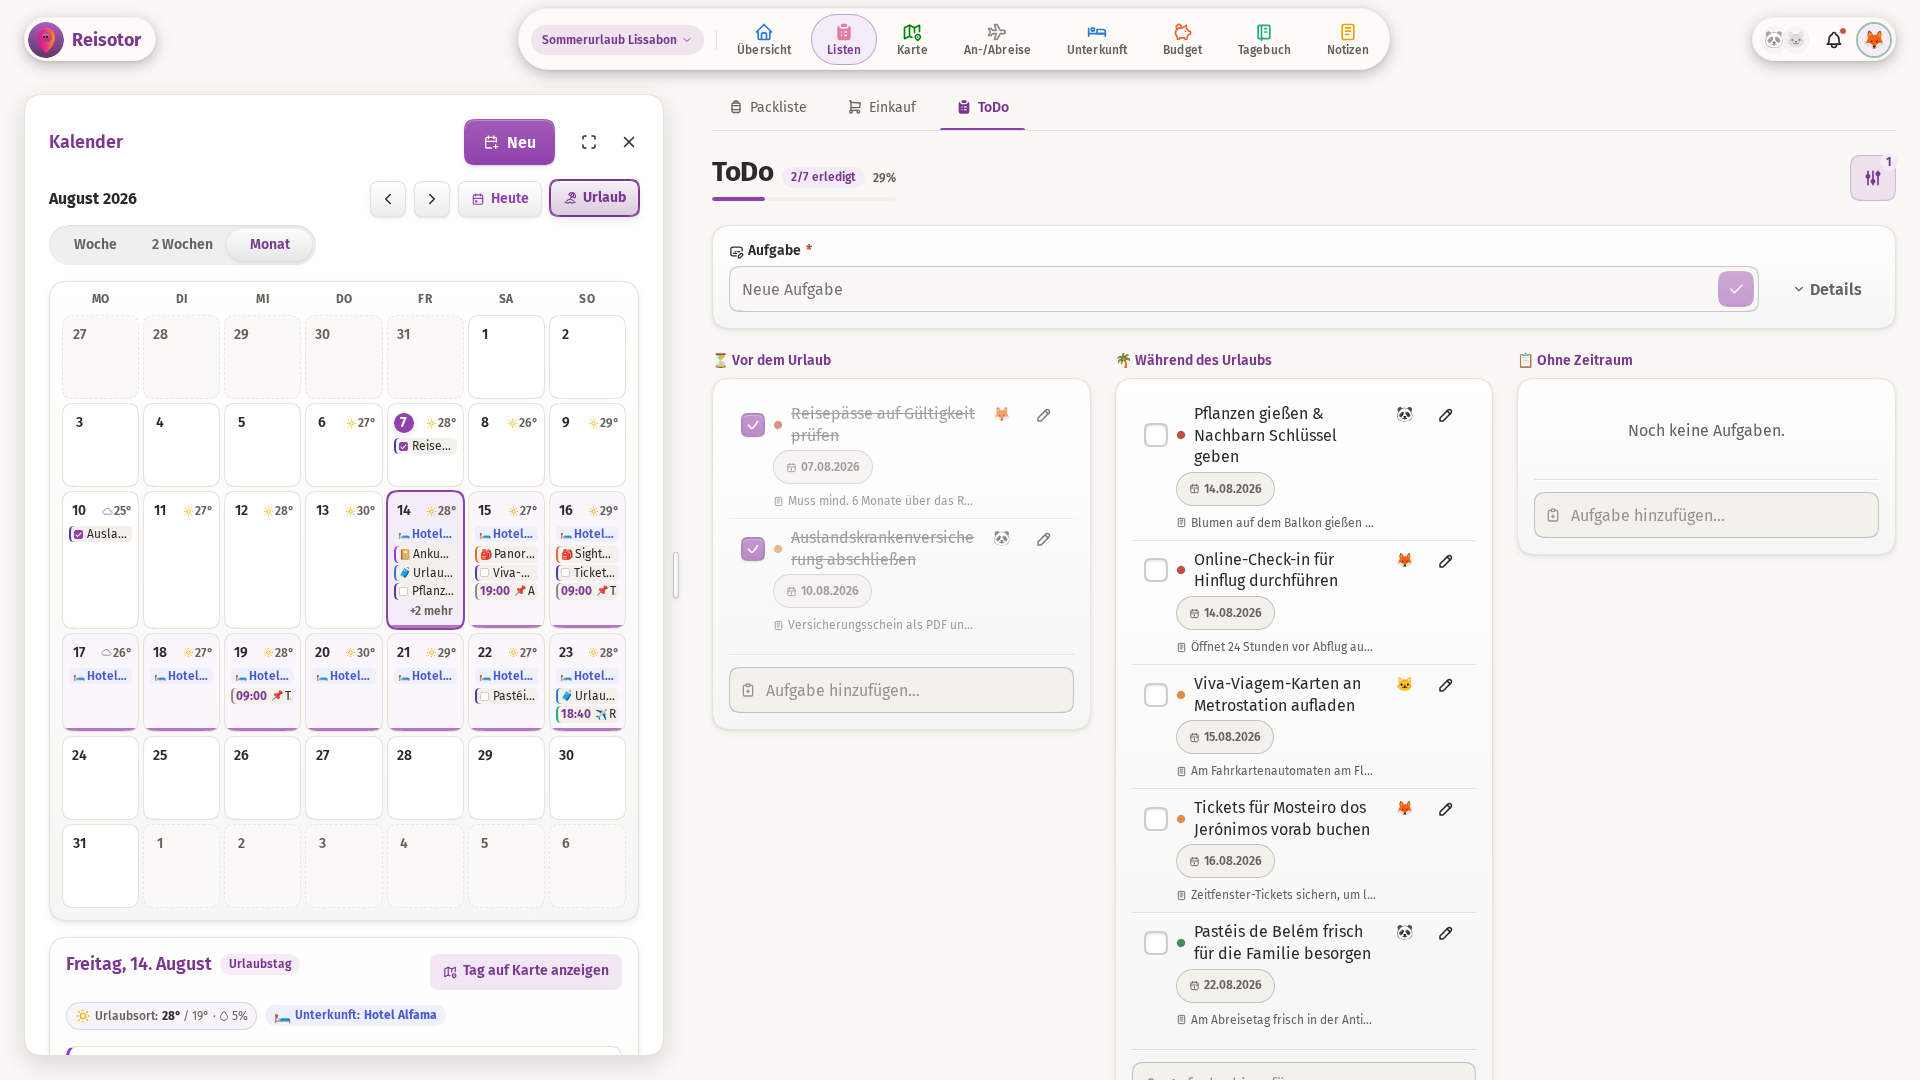 Reisotor
Sommerurlaub Lissabon
Übersicht
Listen
Karte
An-/Abreise
Unterkunft
Budget
Tagebuch
Notizen
Kalender
Neu
August 2026
Heute
Urlaub
Woche
2 Wochen
Monat
MO DI MI DO FR SA SO
27 28 29 30 31 1 2
3 4 5 6 27° 7 28° 8 26° 9 29°
Reise...
10 25° 11 27° 12 28° 13 30° 14 28° 15 27° 16 29°
Ausla... Hotel... Hotel... Hotel...
Anku... Panor... Sight...
Urlau... Viva-... Ticket...
Pflanz... 19:00 A 09:00 T
+2 mehr
17 26° 18 27° 19 28° 20 30° 21 29° 22 27° 23 28°
Hotel... Hotel... Hotel... Hotel... Hotel... Hotel... Hotel...
09:00 T Pastéi... Urlau...
18:40 R
24 25 26 27 28 29 30
31 1 2 3 4 5 6
Freitag, 14. August
Urlaubstag
Tag auf Karte anzeigen
Urlaubsort: 28° / 19° · 5%
Unterkunft: Hotel Alfama
Packliste
Einkauf
ToDo
ToDo
2/7 erledigt
29%
1
Aufgabe *
Neue Aufgabe
Details
Vor dem Urlaub
Reisepässe auf Gültigkeit
prüfen
07.08.2026
Muss mind. 6 Monate über das R...
Auslandskrankenversiche
rung abschließen
10.08.2026
Versicherungsschein als PDF un...
Aufgabe hinzufügen...
Während des Urlaubs
Pflanzen gießen &
Nachbarn Schlüssel
geben
14.08.2026
Blumen auf dem Balkon gießen ...
Online-Check-in für
Hinflug durchführen
14.08.2026
Öffnet 24 Stunden vor Abflug au...
Viva-Viagem-Karten an
Metrostation aufladen
15.08.2026
Am Fahrkartenautomaten am Fl...
Tickets für Mosteiro dos
Jerónimos vorab buchen
16.08.2026
Zeitfenster-Tickets sichern, um l...
Pastéis de Belém frisch
für die Familie besorgen
22.08.2026
Am Abreisetag frisch in der Anti...
Ohne Zeitraum
Noch keine Aufgaben.
Aufgabe hinzufügen...